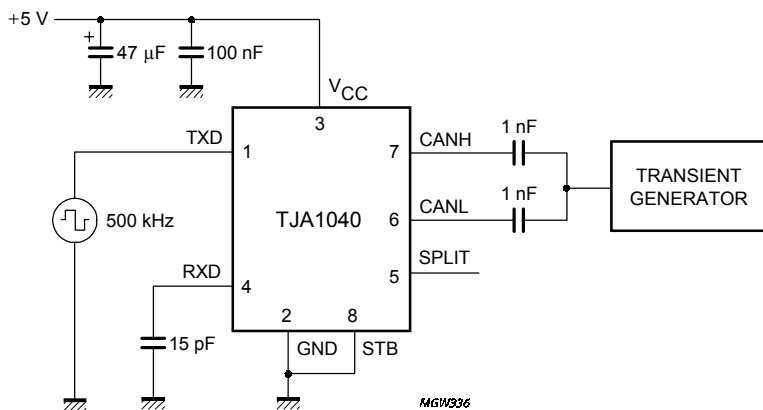 +5 V
+
47 μF
100 nF
VCC
TXD
3
1
CANH
7
1 nF
1 nF
TRANSIENT
GENERATOR
500 kHz
TJA1040
CANL
6
SPLIT
5
RXD
4
2
8
15 pF
GND
STB
MGW336